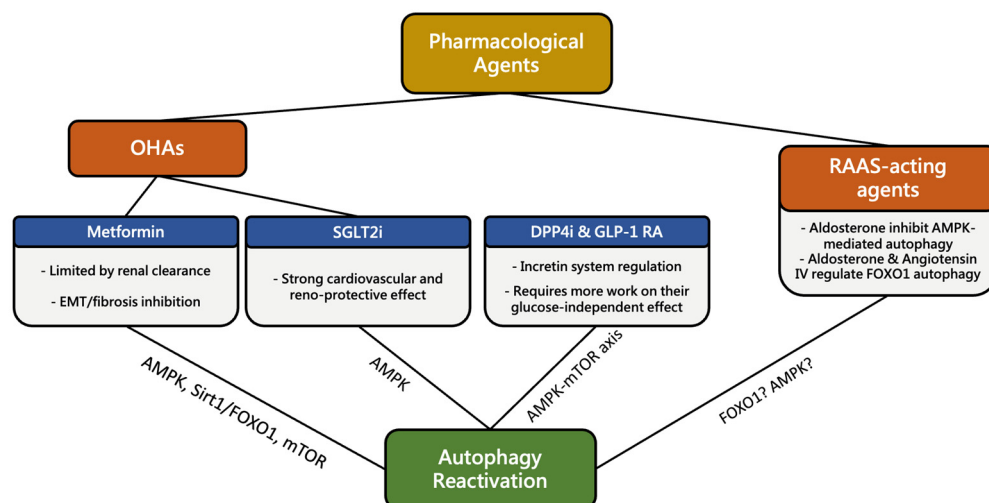 Pharmacological
Agents
OHAs
RAAS-acting
agents
- Aldosterone inhibit AMPK-
mediated autophagy
- Aldosterone & Angiotensin
IV regulate FOXO1 autophagy
Metformin
- Limited by renal clearance
- EMT/fibrosis inhibition
SGLT2i
- Strong cardiovascular and
reno-protective effect
DPP4i & GLP-1 RA
- Incretin system regulation
- Requires more work on their
glucose-independent effect
AMPK, Sirt1/FOXO1, mTOR
AMPK
AMPK-mTOR axis
FOXO1? AMPK?
Autophagy
Reactivation